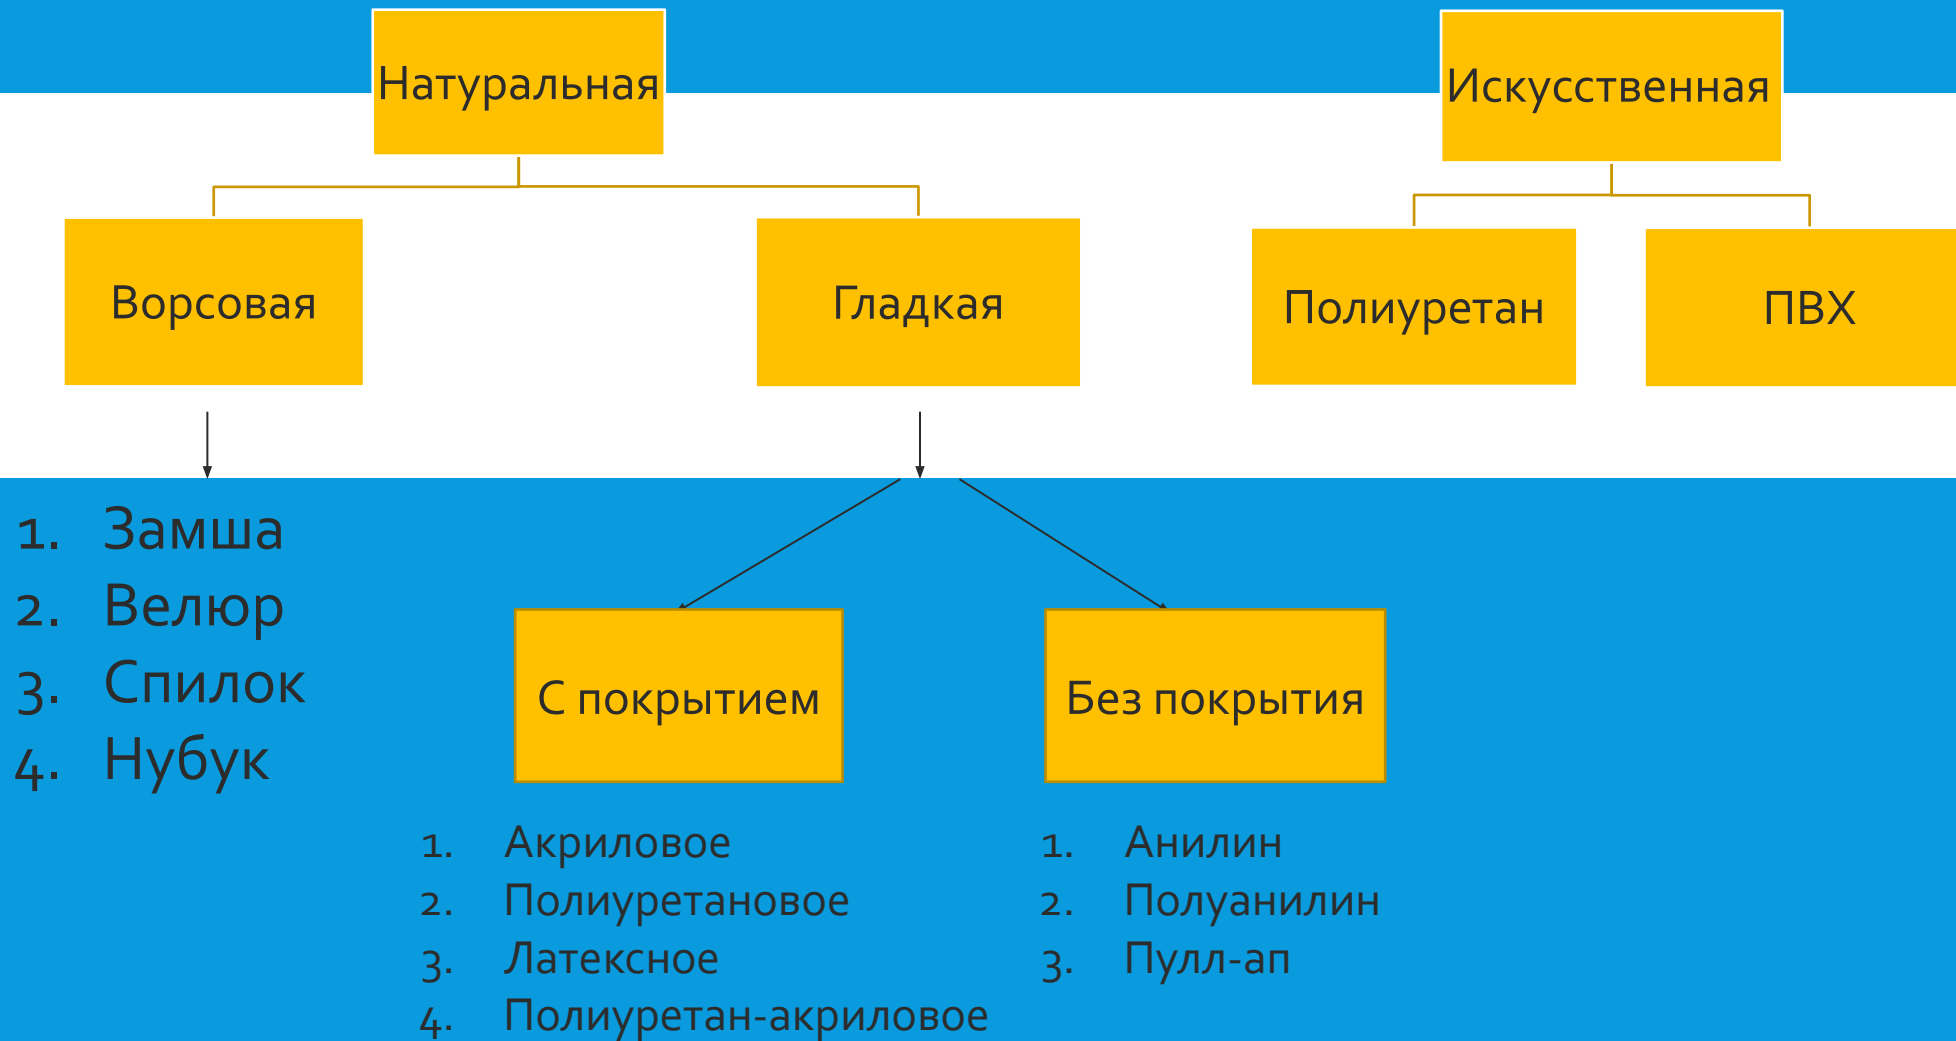 Натуральная
Искусственная
Ворсовая
Гладкая
Полиуретан
ПВХ
1. Замша
2. Велюр
3. Спилок
4. Нубук
С покрытием
Без покрытия
1. Акриловое
2. Полиуретановое
3. Латексное
4. Полиуретан-акриловое
1. Анилин
2. Полуанилин
3. Пулл-ап